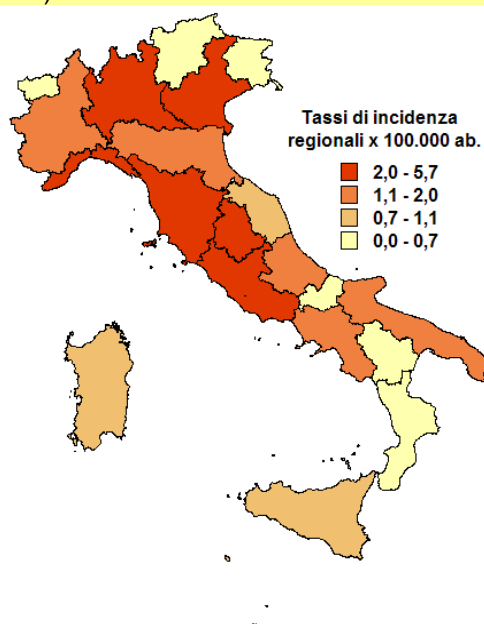 Tassi di incidenza
regionali x 100.000 ab.
2,0 - 5,7
1,1 - 2,0
0,7 - 1,1
0,0 - 0,7